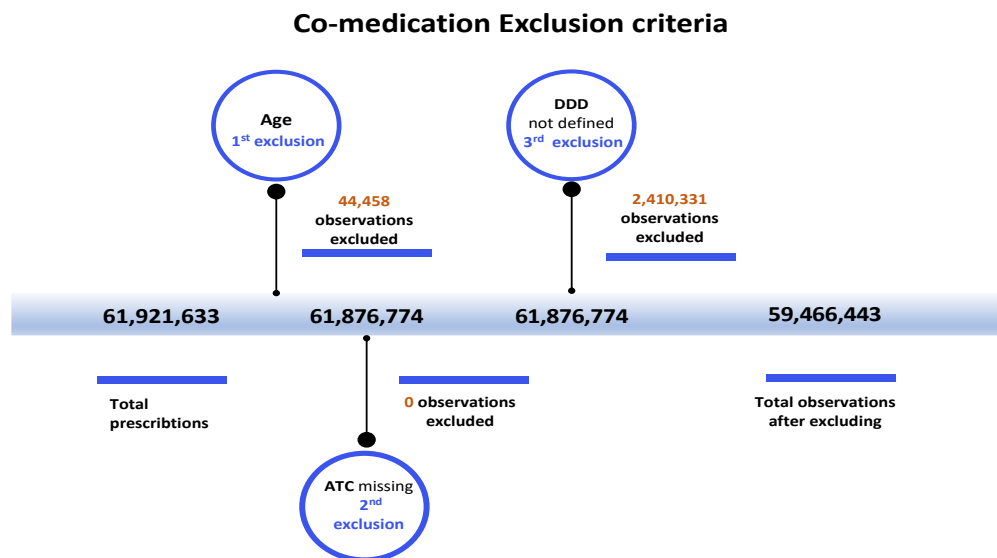 Co-medication Exclusion criteria
Age
1st exclusion
DDD
not defined
3rd exclusion
44,458
observations
excluded
2,410,331
observations
excluded
61,921,633
61,876,774
61,876,774
59,466,443
Total
prescribtions
0 observations
excluded
Total observations
after excluding
ATC missing
2nd
exclusion